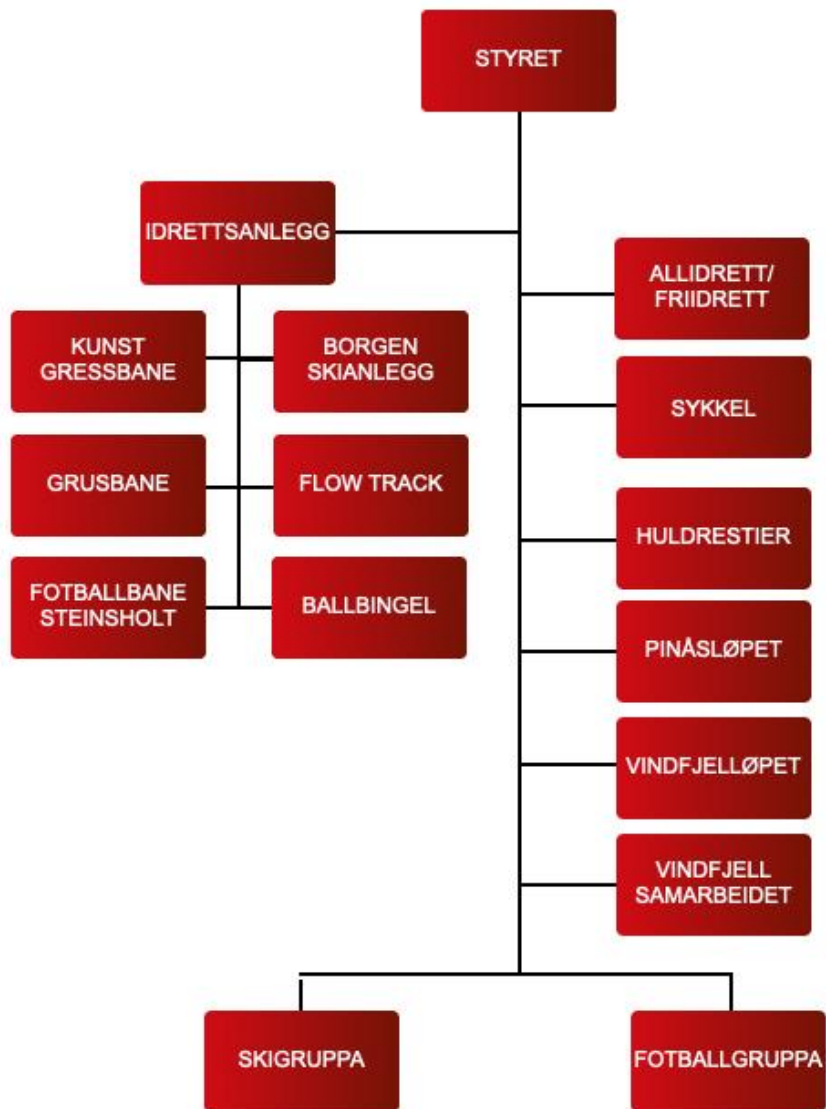 STYRET
IDRETTSANLEGG
KUNST
GRESSBANE
BORGEN
SKIANLEGG
GRUSBANE
FLOW TRACK
FOTBALLBANE
STEINSHOLT
BALLBINGEL
ALLIDRETT/
FRIIDRETT
SYKKEL
HULDRESTIER
PINÅSLØPET
VINDFJELLØPET
VINDFJELL
SAMARBEIDET
SKIGRUPPA
FOTBALLGRUPPA